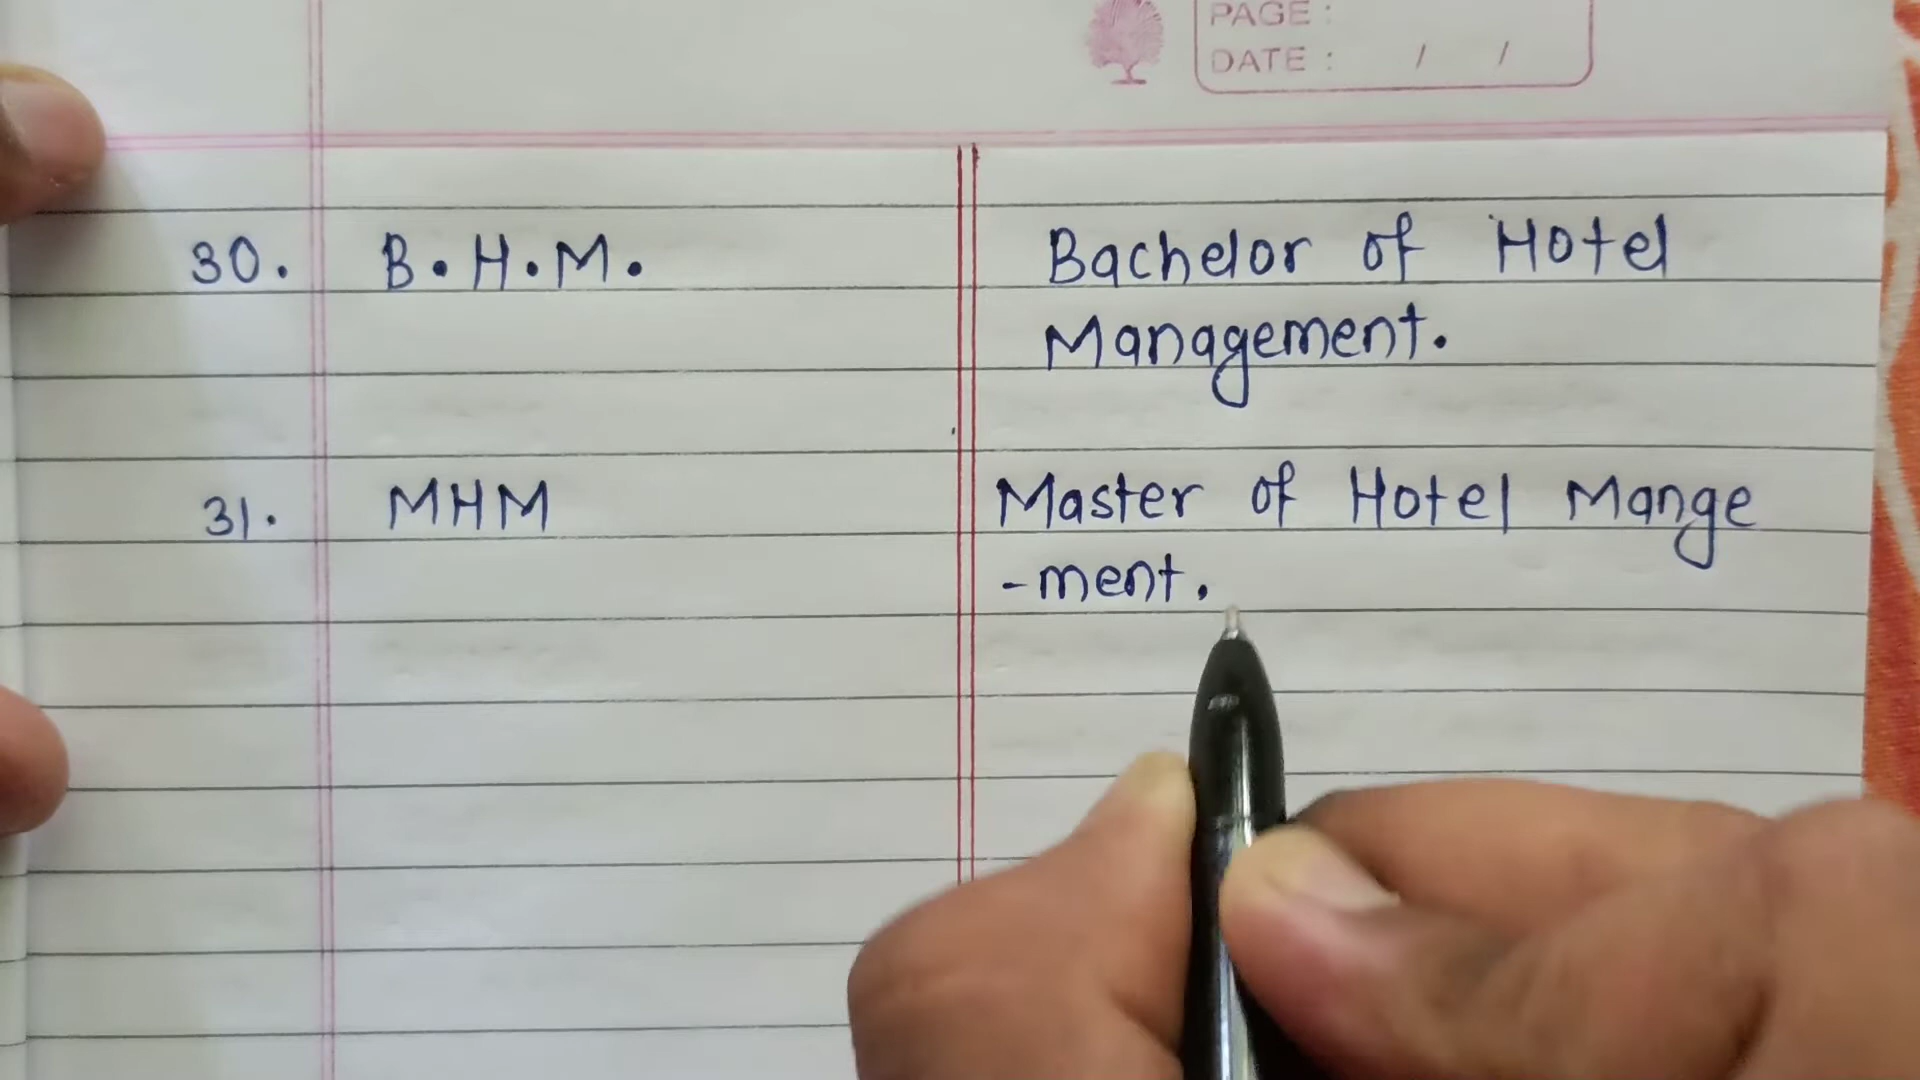 PAGE :
DATE : / /
30. B.H.M. Bachelor of Hotel
Management.
31. MHM Master of Hotel Mange
-ment.